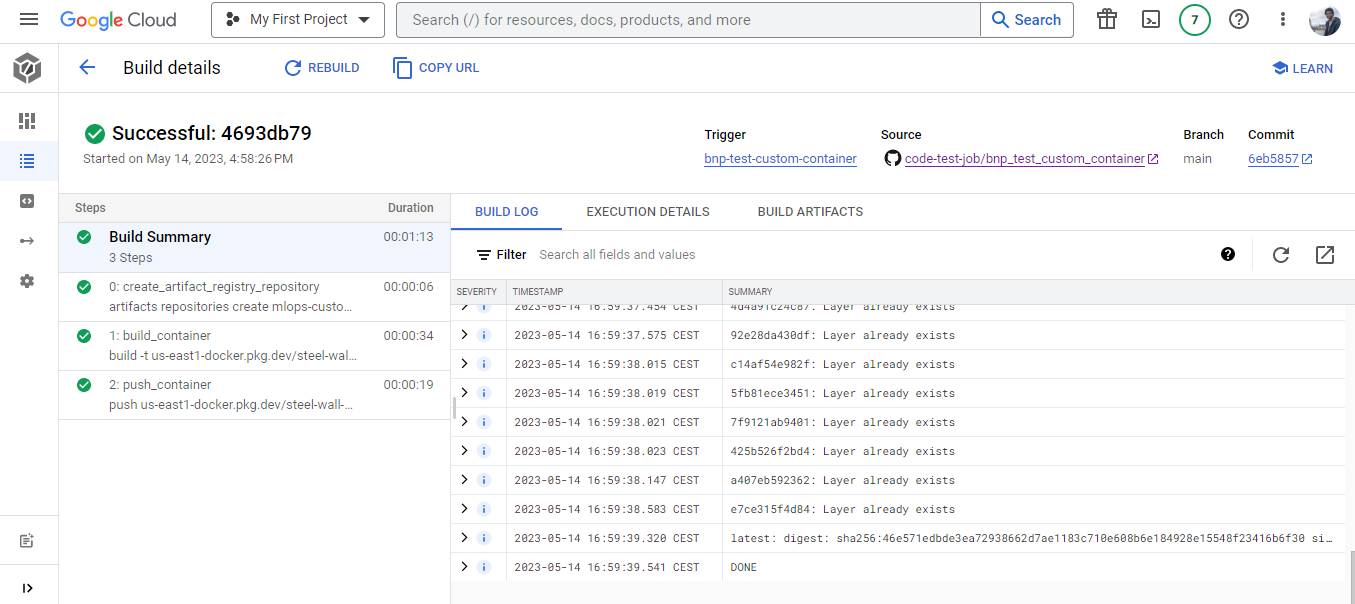 Google Cloud
My First Project
Search (/) for resources, docs, products, and more
Search
7
Build details
REBUILD
COPY URL
LEARN
Successful: 4693db79
Started on May 14, 2023, 4:58:26 PM
Trigger
bnp-test-custom-container
Source
code-test-job/bnp_test_custom_container
Branch
main
Commit
6eb5857
Steps Duration
Build Summary 00:01:13
3 Steps
0: create_artifact_registry_repository 00:00:06
artifacts repositories create mlops-custo...
1: build_container 00:00:34
build -t us-east1-docker.pkg.dev/steel-wal...
2: push_container 00:00:19
push us-east1-docker.pkg.dev/steel-wall-...
BUILD LOG EXECUTION DETAILS BUILD ARTIFACTS
Filter Search all fields and values
SEVERITY TIMESTAMP SUMMARY
2023-05-14 16:59:37.454 CEST 4d4a91c24c87: Layer already exists
2023-05-14 16:59:37.575 CEST 92e28da430df: Layer already exists
2023-05-14 16:59:38.015 CEST c14af54e982f: Layer already exists
2023-05-14 16:59:38.019 CEST 5fb81ece3451: Layer already exists
2023-05-14 16:59:38.021 CEST 7f9121ab9401: Layer already exists
2023-05-14 16:59:38.023 CEST 425b526f2bd4: Layer already exists
2023-05-14 16:59:38.147 CEST a407eb592362: Layer already exists
2023-05-14 16:59:38.583 CEST e7ce315f4d84: Layer already exists
2023-05-14 16:59:39.320 CEST latest: digest: sha256:46e571edbde3ea72938662d7ae1183c710e608b6e184928e15548f23416b6f30 si...
2023-05-14 16:59:39.541 CEST DONE